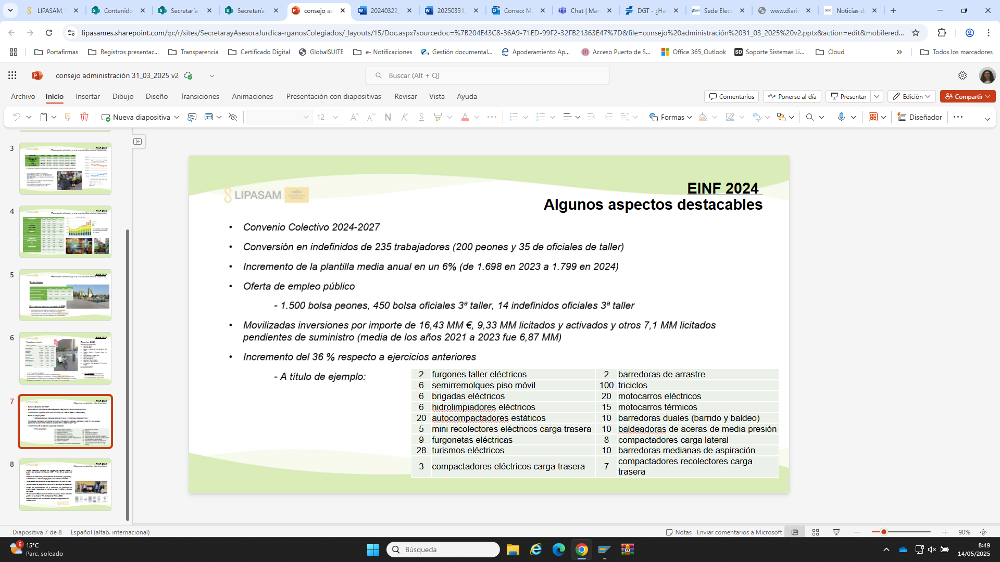 LIPASAM,
Contenido
Secretaría
Secretaría
consejo ad
20240322_
20250331_
Correo: M
Chat | Mar
DGT - ¿Ha
Sede Elect
www.diari
Noticias d
lipasames.sharepoint.com/:p:/r/sites/SecretarayAsesoraJurdica-rganosColegiados/_layouts/15/Doc.aspx?sourcedoc=%7B204E43C8-36A9-71ED-99F2-32FB21363E47%7D&file=consejo%20administración%2031_03_2025%20v2.pptx&action=edit&mobilered...
Portafirmas
Registros presentac...
Transparencia
Certificado Digital
GlobalSUITE
e- Notificaciones
Gestión documental...
Apoderamiento Ap...
Acceso Puerto de S...
Office 365_Outlook
SD Soporte Sistemas Li...
Cloud
Todos los marcadores
consejo administración 31_03_2025 v2
Buscar (Alt + Q)
Archivo Inicio Insertar Dibujo Diseño Transiciones Animaciones Presentación con diapositivas Revisar Vista Ayuda
Comentarios Ponerse al día Presentar Edición Compartir
Nueva diapositiva 12 N K S Formas Diseñador
3
4
5
6
7
8
LIPASAM
EINF 2024
Algunos aspectos destacables
• Convenio Colectivo 2024-2027
• Conversión en indefinidos de 235 trabajadores (200 peones y 35 de oficiales de taller)
• Incremento de la plantilla media anual en un 6% (de 1.698 en 2023 a 1.799 en 2024)
• Oferta de empleo público
- 1.500 bolsa peones, 450 bolsa oficiales 3ª taller, 14 indefinidos oficiales 3ª taller
• Movilizadas inversiones por importe de 16,43 MM €, 9,33 MM licitados y activados y otros 7,1 MM licitados
pendientes de suministro (media de los años 2021 a 2023 fue 6,87 MM)
• Incremento del 36 % respecto a ejercicios anteriores
- A título de ejemplo:
2 furgones taller eléctricos 2 barredoras de arrastre
6 semirremolques piso móvil 100 triciclos
6 brigadas eléctricos 20 motocarros eléctricos
6 hidrolimpiadores eléctricos 15 motocarros térmicos
20 autocompactadores estáticos 10 barredoras duales (barrido y baldeo)
5 mini recolectores eléctricos carga trasera 10 baldeadoras de aceras de media presión
9 furgonetas eléctricas 8 compactadores carga lateral
28 turismos eléctricos 10 barredoras medianas de aspiración
3 compactadores eléctricos carga trasera 7 compactadores recolectores carga
trasera
Diapositiva 7 de 8 Español (alfab. internacional)
Notas Enviar comentarios a Microsoft 90%
6
15°C
Parc. soleado
Búsqueda
8:49
14/05/2025